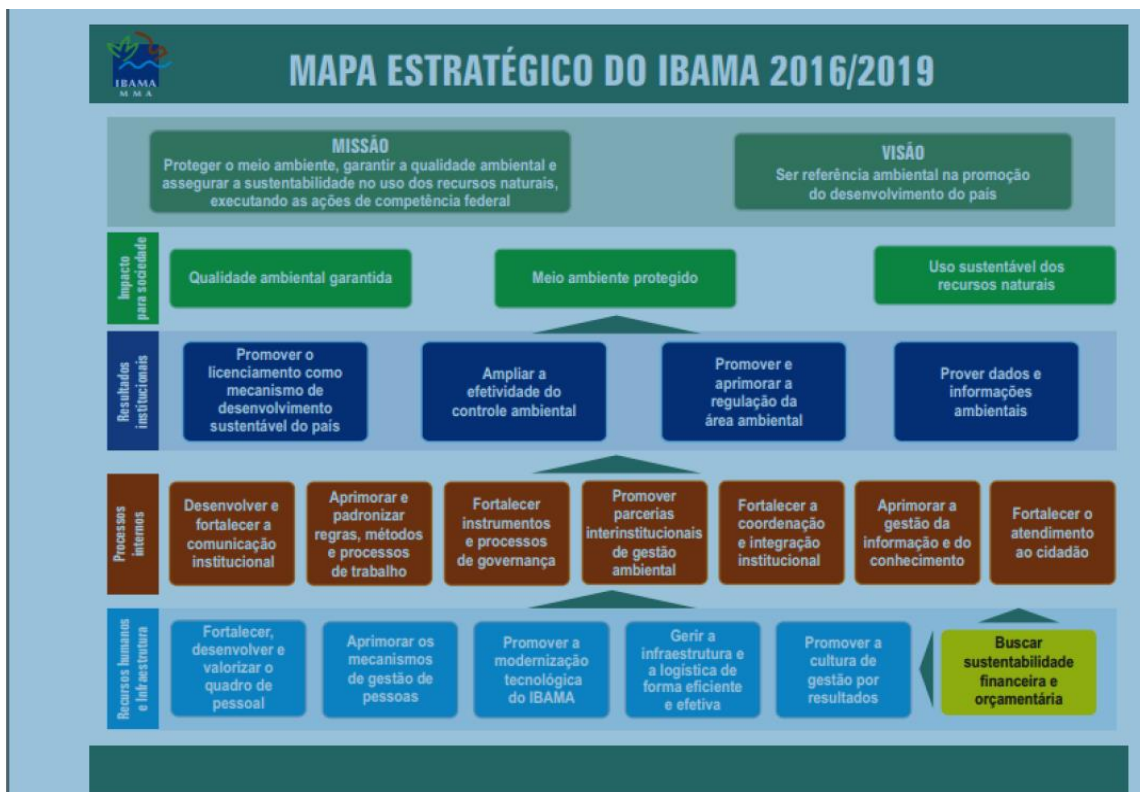 IBAMA
M M A
MAPA ESTRATÉGICO DO IBAMA 2016/2019
MISSÃO
Proteger o meio ambiente, garantir a qualidade ambiental e
assegurar a sustentabilidade no uso dos recursos naturais,
executando as ações de competência federal
VISÃO
Ser referência ambiental na promoção
do desenvolvimento do país
Impacto
para sociedade
Qualidade ambiental garantida
Meio ambiente protegido
Uso sustentável dos
recursos naturais
Resultados
institucionais
Promover o
licenciamento como
mecanismo de
desenvolvimento
sustentável do país
Ampliar a
efetividade do
controle ambiental
Promover e
aprimorar a
regulação da
área ambiental
Prover dados e
informações
ambientais
Processos
internos
Desenvolver e
fortalecer a
comunicação
institucional
Aprimorar e
padronizar
regras, métodos
e processos
de trabalho
Fortalecer
instrumentos
e processos
de governança
Promover
parcerias
interinstitucionais
de gestão
ambiental
Fortalecer a
coordenação
e integração
institucional
Aprimorar a
gestão da
informação e do
conhecimento
Fortalecer o
atendimento
ao cidadão
Recursos humanos
e Infraestrutura
Fortalecer,
desenvolver e
valorizar o
quadro de
pessoal
Aprimorar os
mecanismos
de gestão de
pessoas
Promover a
modernização
tecnológica
do IBAMA
Gerir a
infraestrutura e
a logística de
forma eficiente
e efetiva
Promover a
cultura de
gestão por
resultados
Buscar
sustentabilidade
financeira e
orçamentária